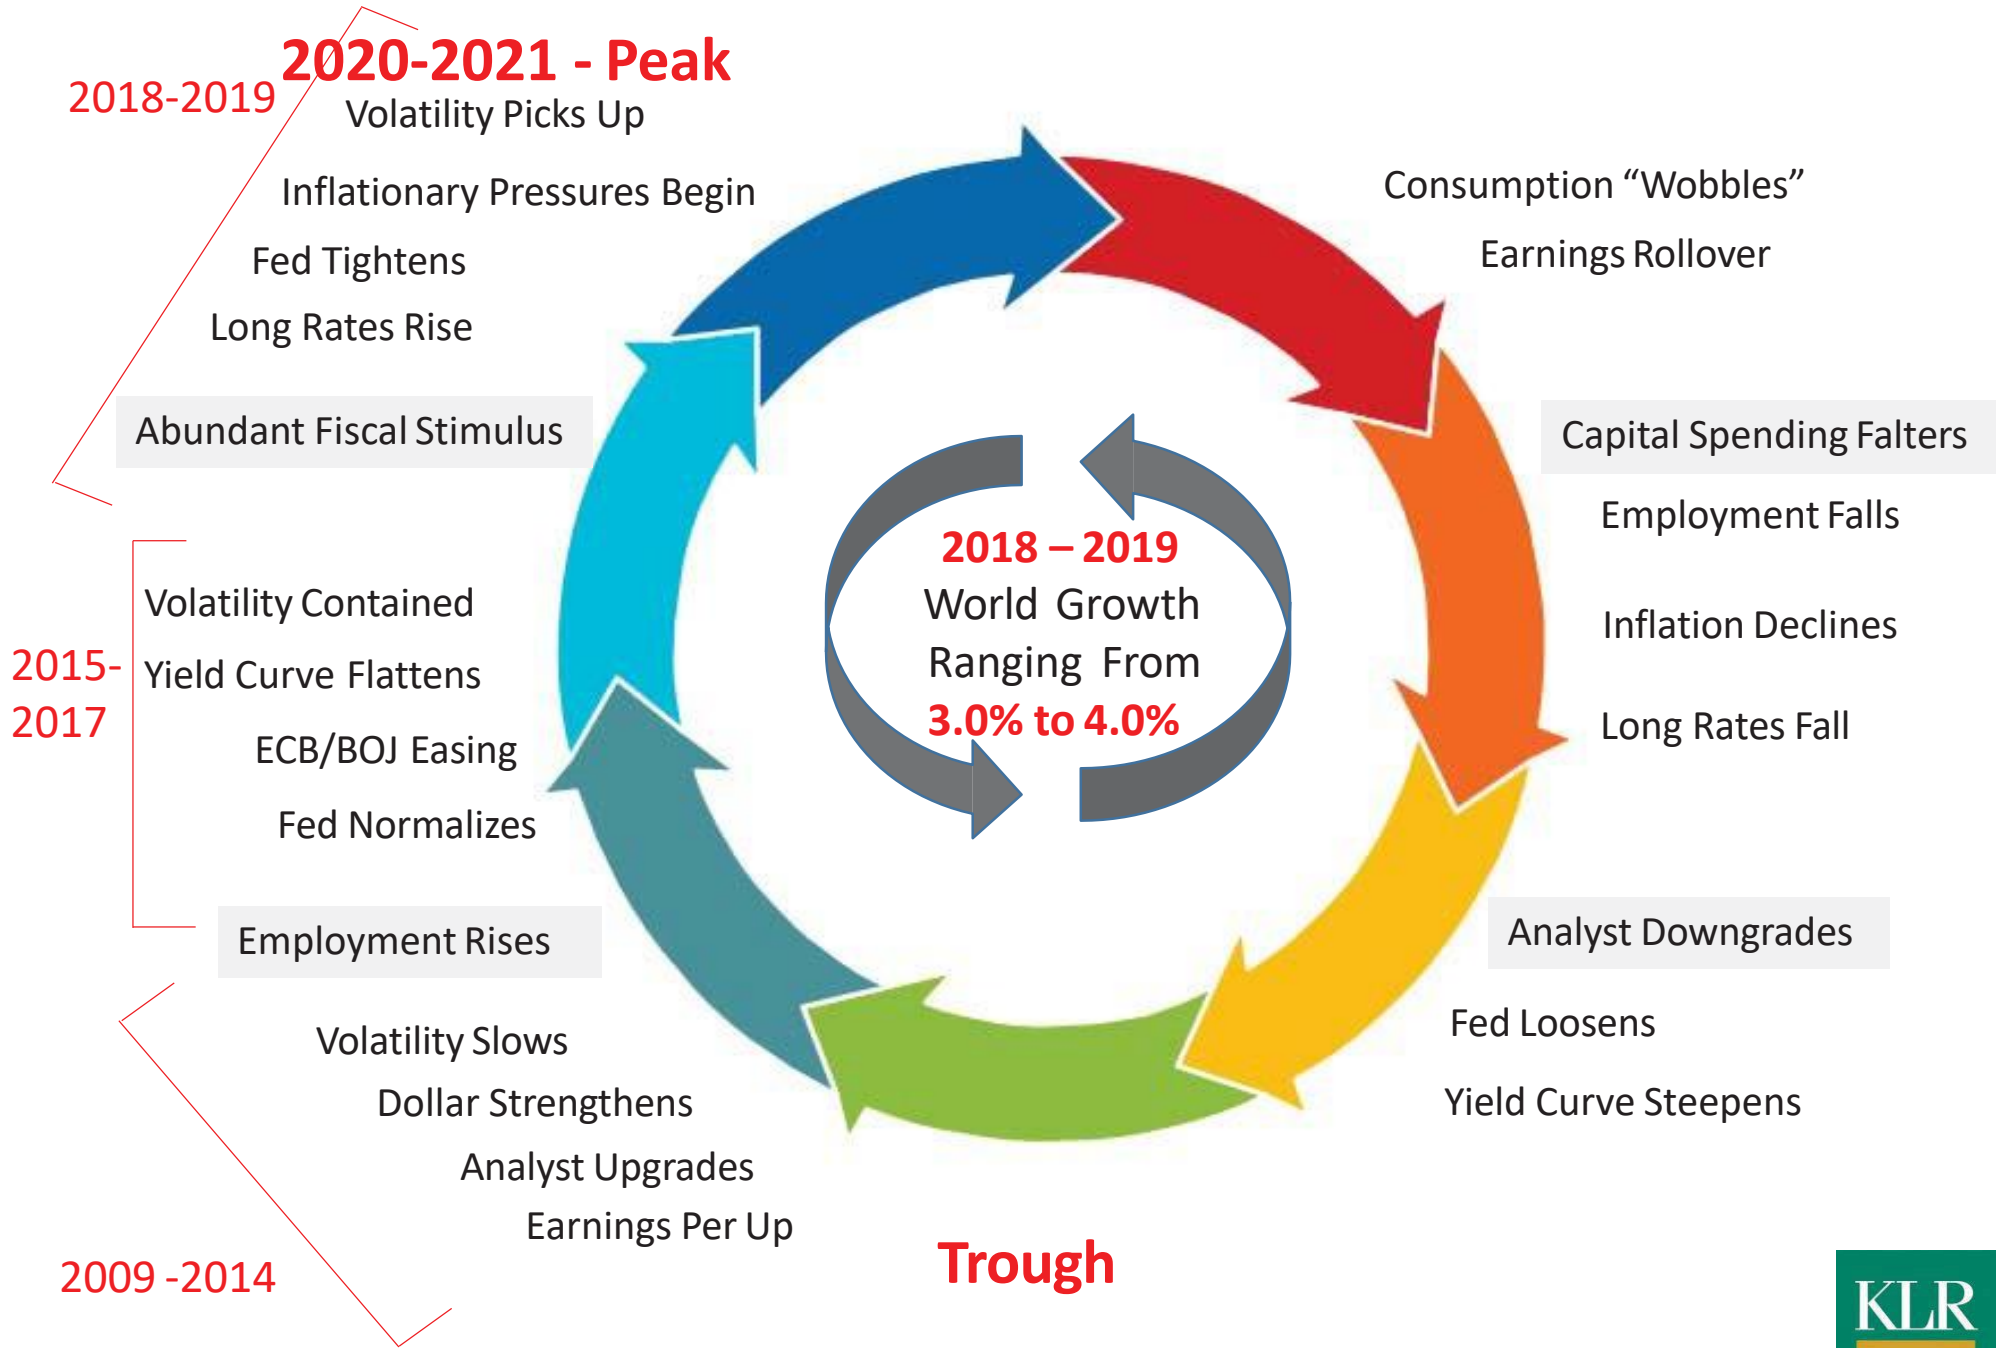 2020-2021 - Peak
2018-2019
Volatility Picks Up
Inflationary Pressures Begin
Fed Tightens
Long Rates Rise
Abundant Fiscal Stimulus
Consumption “Wobbles”
Earnings Rollover
Capital Spending Falters
Employment Falls
Inflation Declines
Long Rates Fall
2018 – 2019
World Growth
Ranging From
3.0% to 4.0%
2015-
2017
Volatility Contained
Yield Curve Flattens
ECB/BOJ Easing
Fed Normalizes
Employment Rises
Analyst Downgrades
Fed Loosens
Yield Curve Steepens
Volatility Slows
Dollar Strengthens
Analyst Upgrades
Earnings Per Up
2009 -2014
Trough
KLR